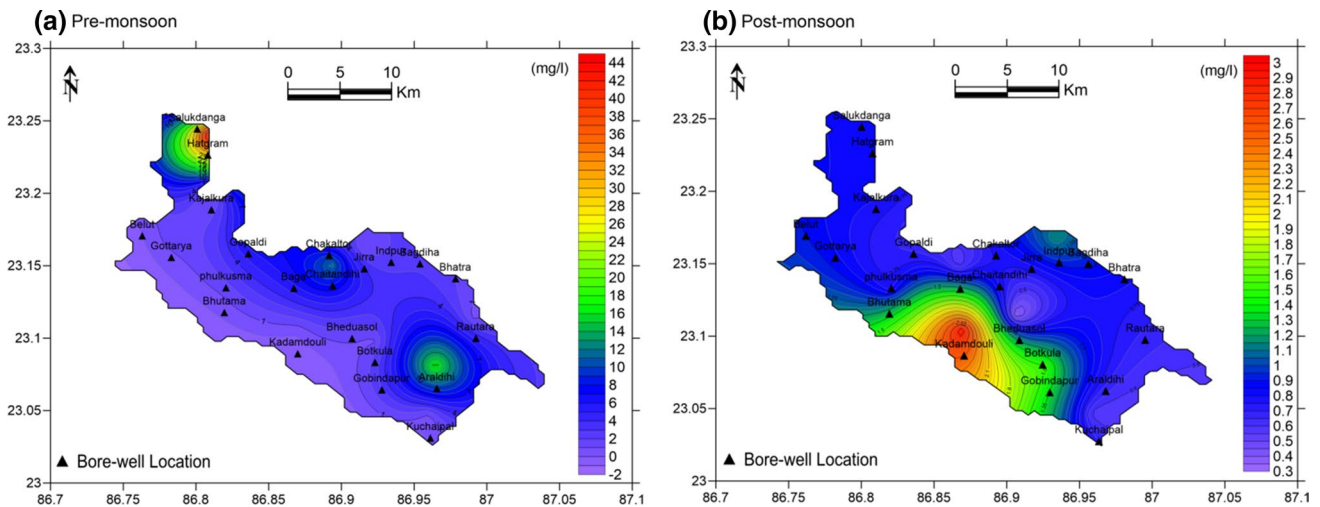 (a) Pre-monsoon
23.3
23.25
23.2
23.15
23.1
23.05
23
86.7 86.75 86.8 86.85 86.9 86.95 87 87.05 87.1
N
0 5 10
Km
(mg/l)
44
42
40
38
36
34
32
30
28
26
24
22
20
18
16
14
12
10
8
6
4
2
0
-2
Salukdanga
Hatgram
Kajalkura
Belut
Gottarya
Gopaldi
Chakaltor
Indpur
Bagdiha
Jirra
Bhatra
phulkusma
Baga
Chaitandihi
Bhutama
Bheduasol
Rautara
Kadamdouli
Botkula
Gobindapur
Araldihi
Kuchaipal
Bore-well Location
(b) Post-monsoon
23.3
23.25
23.2
23.15
23.1
23.05
23
86.7 86.75 86.8 86.85 86.9 86.95 87 87.05 87.1
N
0 5 10
Km
(mg/l)
3
2.9
2.8
2.7
2.6
2.5
2.4
2.3
2.2
2.1
2
1.9
1.8
1.7
1.6
1.5
1.4
1.3
1.2
1.1
1
0.9
0.8
0.7
0.6
0.5
0.4
0.3
Salukdanga
Hatgram
Kajalkura
Belut
Gottarya
Gopaldi
Chakaltor
Indpur
Bagdiha
Jirra
Bhatra
phulkusma
Baga
Chaitandihi
Bhutama
Bheduasol
Rautara
Kadamdouli
Botkula
Gobindapur
Araldihi
Kuchaipal
Bore-well Location